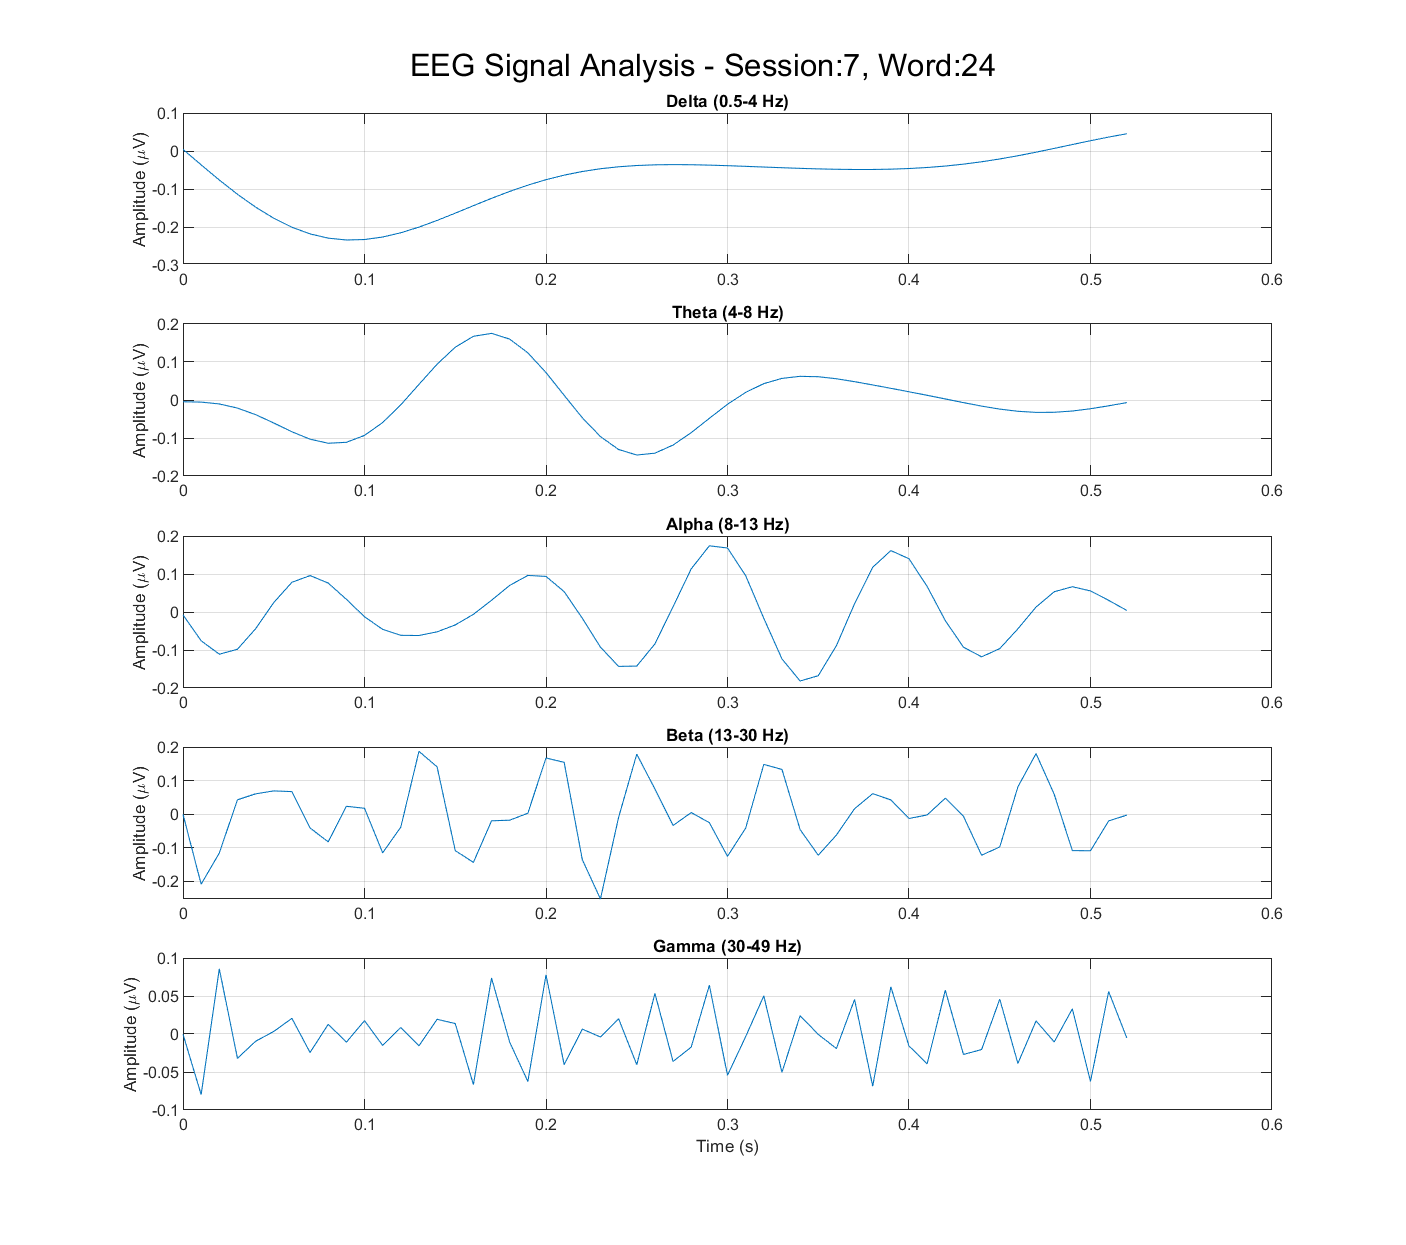 EEG Signal Analysis - Session:7, Word:24
Delta (0.5-4 Hz)
Amplitude (μV)
0.1
0
-0.1
-0.2
-0.3
0 0.1 0.2 0.3 0.4 0.5 0.6
Theta (4-8 Hz)
Amplitude (μV)
0.2
0.1
0
-0.1
-0.2
0 0.1 0.2 0.3 0.4 0.5 0.6
Alpha (8-13 Hz)
Amplitude (μV)
0.2
0.1
0
-0.1
-0.2
0 0.1 0.2 0.3 0.4 0.5 0.6
Beta (13-30 Hz)
Amplitude (μV)
0.2
0.1
0
-0.1
-0.2
0 0.1 0.2 0.3 0.4 0.5 0.6
Gamma (30-49 Hz)
Amplitude (μV)
0.1
0.05
0
-0.05
-0.1
0 0.1 0.2 0.3 0.4 0.5 0.6
Time (s)